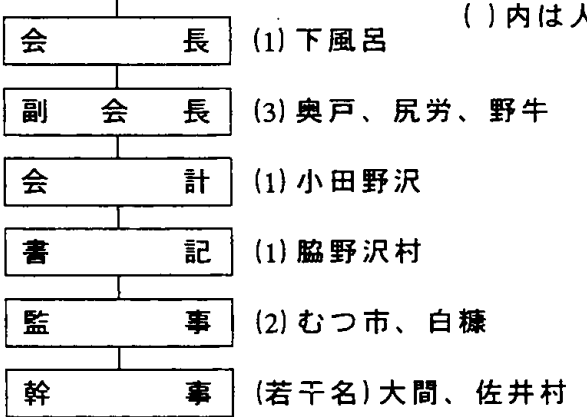 ( )内は人
会長 (1)下風呂
副会長 (3)奥戸、尻労、野牛
会計 (1)小田野沢
書記 (1)脇野沢村
監事 (2)むつ市、白糠
幹事 (若干名)大間、佐井村